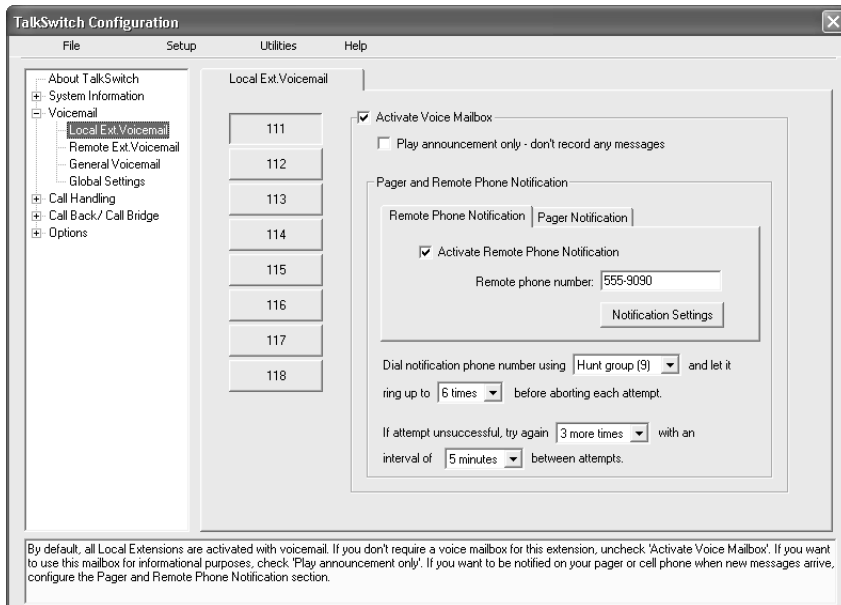 TalkSwitch Configuration
File Setup Utilities Help
About TalkSwitch
System Information
Voicemail
Local Ext.Voicemail
Remote Ext.Voicemail
General Voicemail
Global Settings
Call Handling
Call Back/ Call Bridge
Options
Local Ext.Voicemail
111
112
113
114
115
116
117
118
Activate Voice Mailbox
Play announcement only - don't record any messages
Pager and Remote Phone Notification
Remote Phone Notification Pager Notification
Activate Remote Phone Notification
Remote phone number: 555-9090
Notification Settings
Dial notification phone number using Hunt group (9) and let it
ring up to 6 times before aborting each attempt.
If attempt unsuccessful, try again 3 more times with an
interval of 5 minutes between attempts.
By default, all Local Extensions are activated with voicemail. If you don't require a voice mailbox for this extension, uncheck 'Activate Voice Mailbox'. If you want
to use this mailbox for informational purposes, check 'Play announcement only'. If you want to be notified on your pager or cell phone when new messages arrive,
configure the Pager and Remote Phone Notification section.